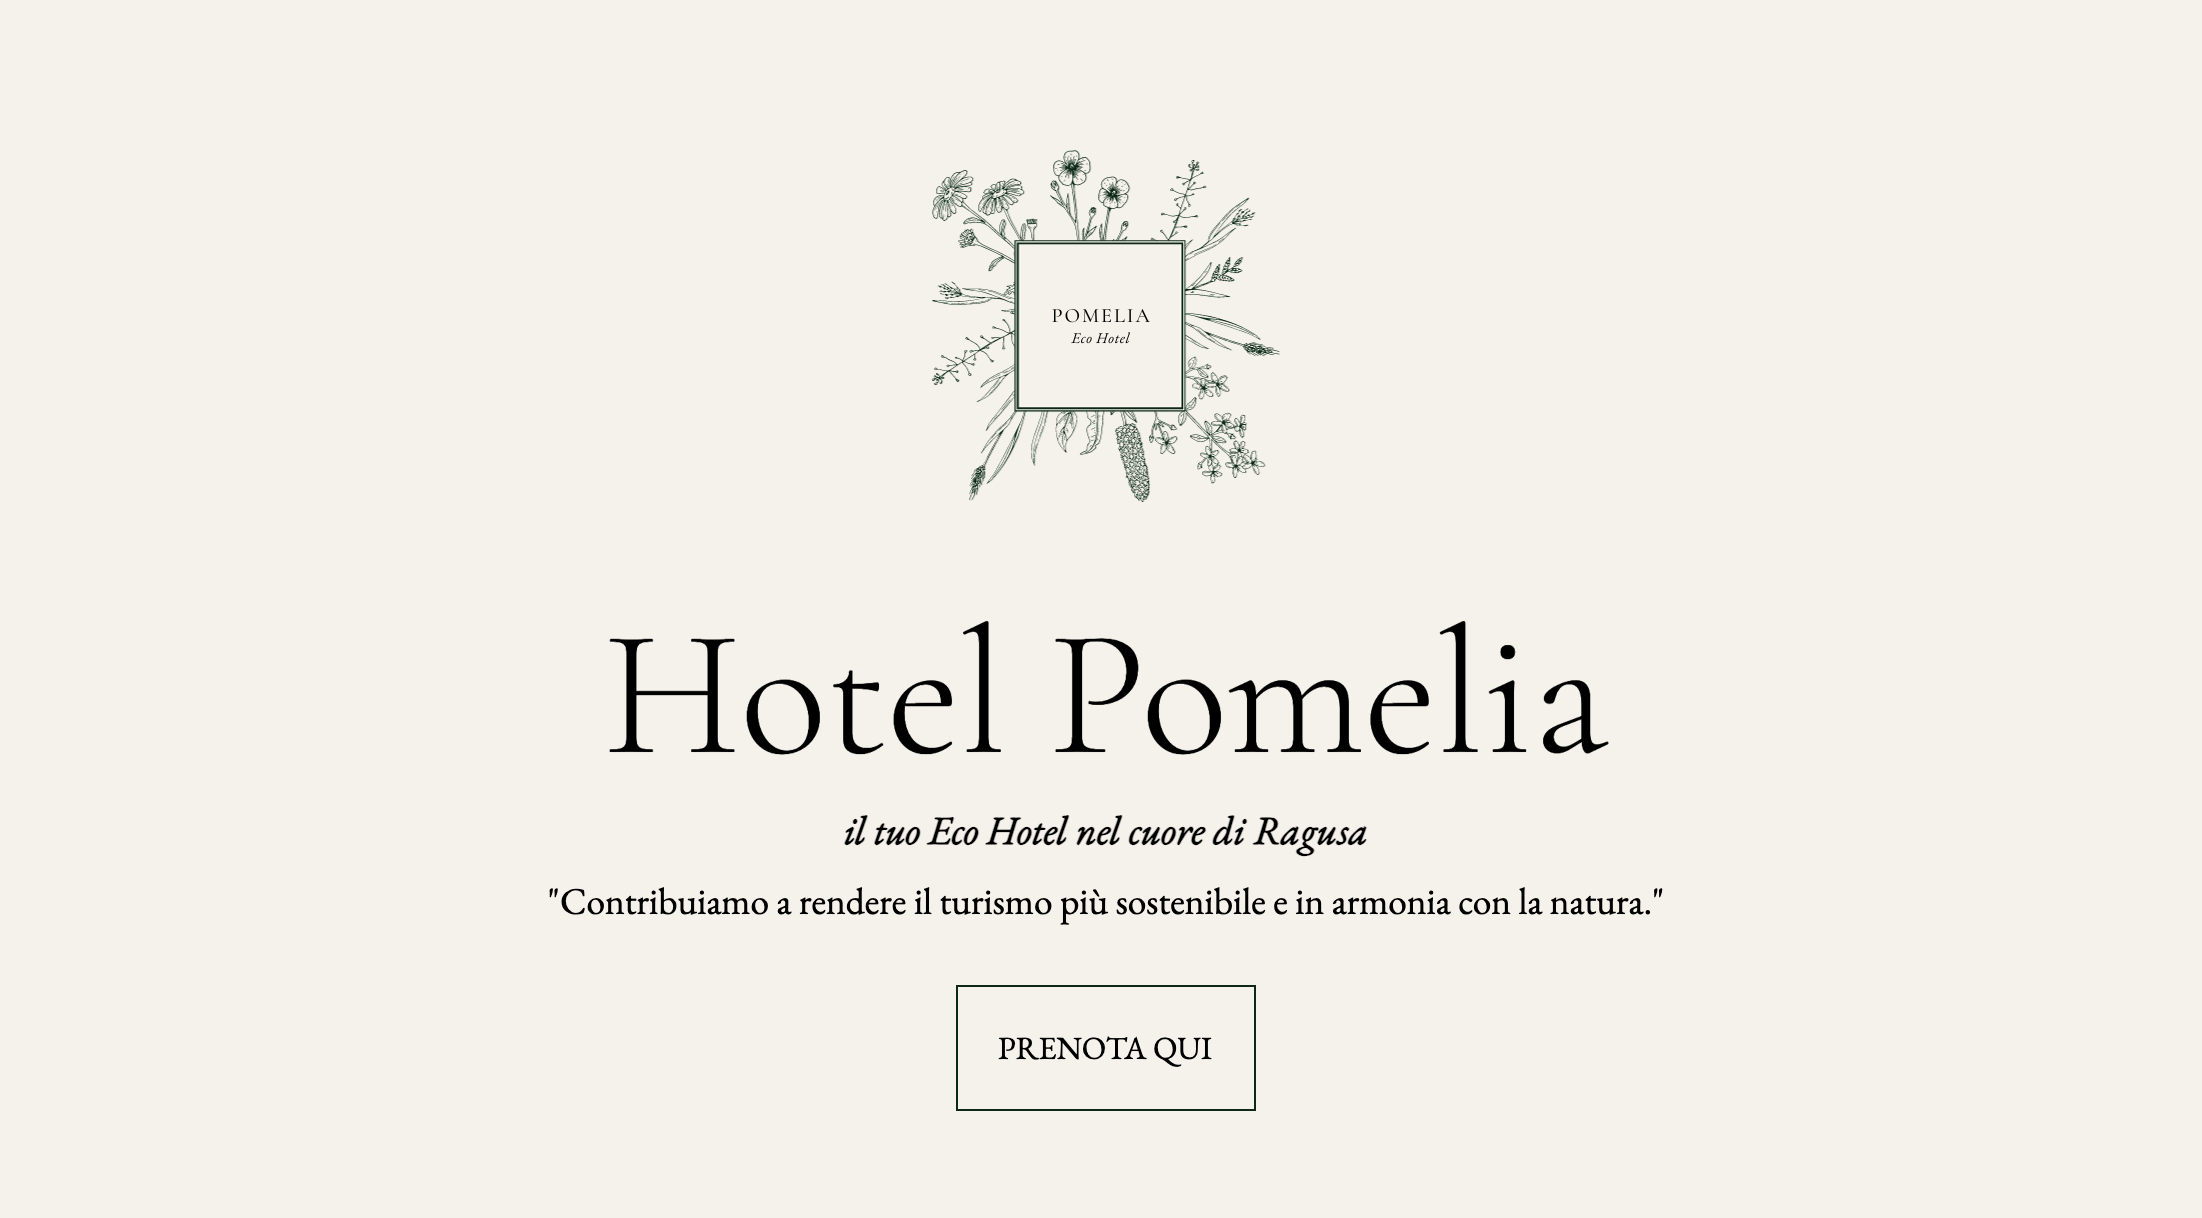 POMELIA
Eco Hotel
Hotel Pomelia
il tuo Eco Hotel nel cuore di Ragusa
"Contribuiamo a rendere il turismo più sostenibile e in armonia con la natura."
PRENOTA QUI